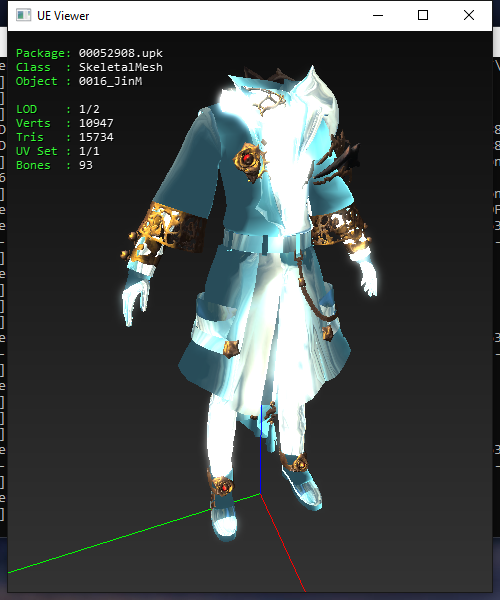 UE Viewer
Package: 00052908.upk
Class  : SkeletalMesh
Object : 0016_JinM
LOD    : 1/2
Verts  : 10947
Tris   : 15734
UV Set : 1/1
Bones  : 93